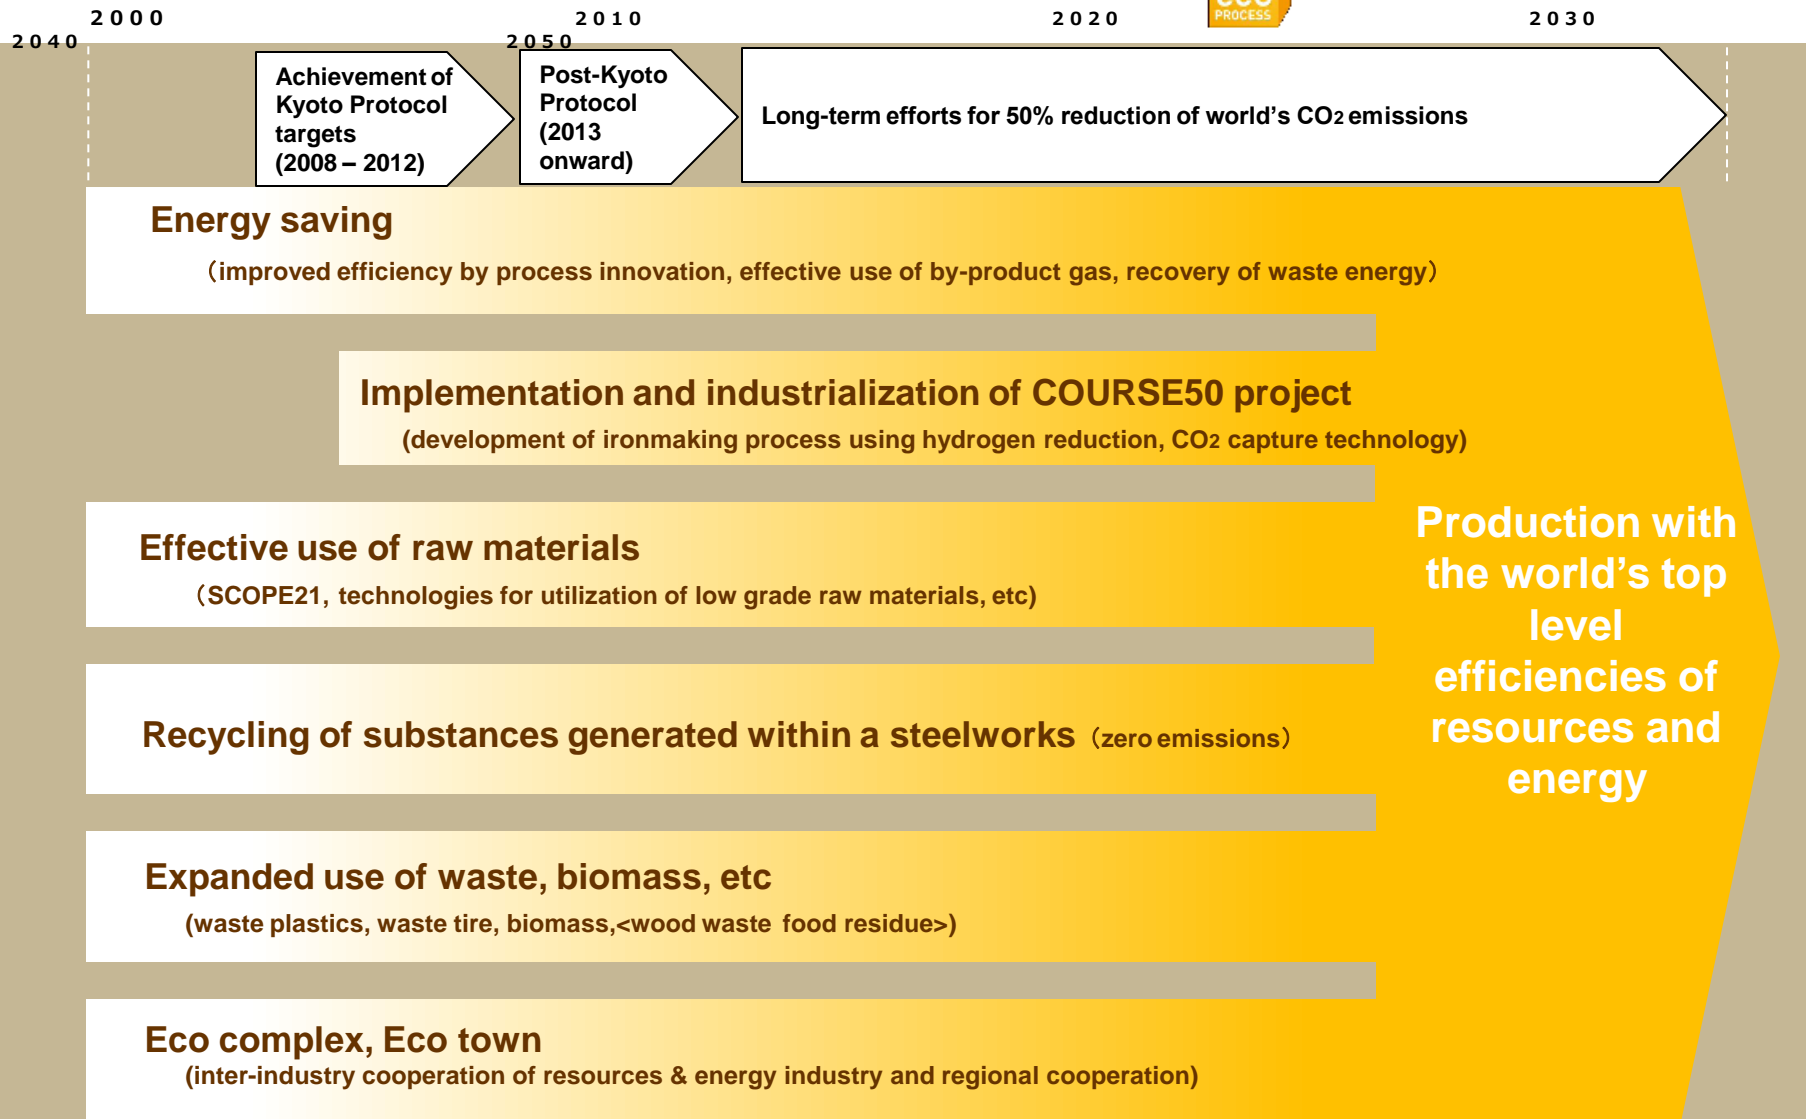 2000 2010 2020 2030
2040 2050
PROCESS
Achievement of
Kyoto Protocol
targets
(2008 – 2012)
Post-Kyoto
Protocol
(2013
onward)
Long-term efforts for 50% reduction of world’s CO2 emissions
Energy saving
（improved efficiency by process innovation, effective use of by-product gas, recovery of waste energy）
Implementation and industrialization of COURSE50 project
(development of ironmaking process using hydrogen reduction, CO2 capture technology)
Effective use of raw materials
（SCOPE21, technologies for utilization of low grade raw materials, etc)
Recycling of substances generated within a steelworks（zero emissions）
Expanded use of waste, biomass, etc
(waste plastics, waste tire, biomass,<wood waste food residue>)
Eco complex, Eco town
(inter-industry cooperation of resources & energy industry and regional cooperation)
Production with
the world’s top
level
efficiencies of
resources and
energy